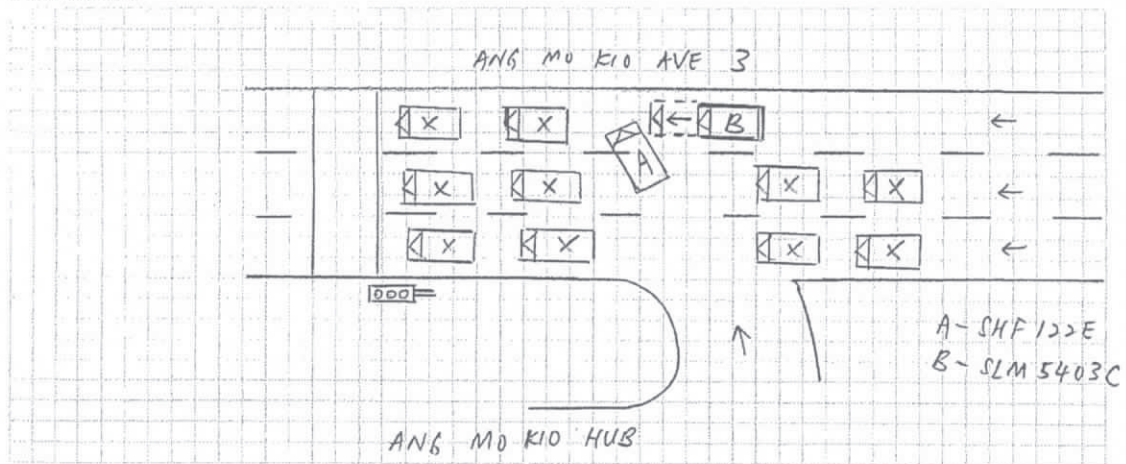 ANG MO KIO AVE 3
X X B
A
X X X X
X X X X
A-SHF 122E
B-SLM 5403C
ANG MO KIO HUB